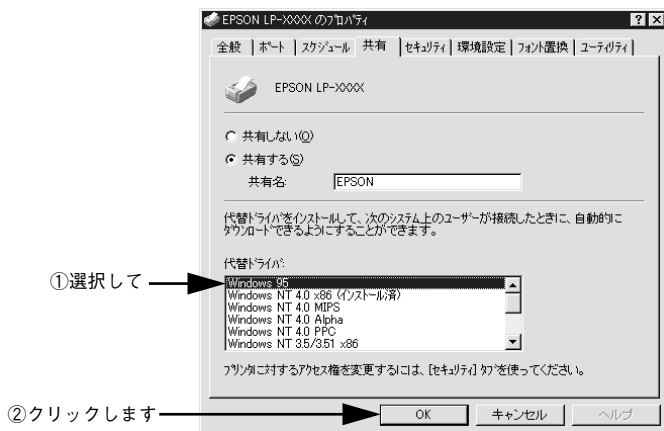 EPSON LP-XXXX のプロパティ
全般 ポート スケジュール 共有 セキュリティ 環境設定 フォント置換 ユーティリティ
EPSON LP-XXXX
共有しない(O)
共有する(S)
共有名: EPSON
代替ドライバをインストールして、次のシステム上のユーザーが接続したときに、自動的に
ダウンロードできるようにすることができます。
代替ドライバ:
①選択して
Windows 95
Windows NT 4.0 x86 (インストール済)
Windows NT 4.0 MIPS
Windows NT 4.0 Alpha
Windows NT 4.0 PPC
Windows NT 3.5/3.51 x86
プリンタに対するアクセス権を変更するには、[セキュリティ] タブを使ってください。
②クリックします
OK キャンセル ヘルプ